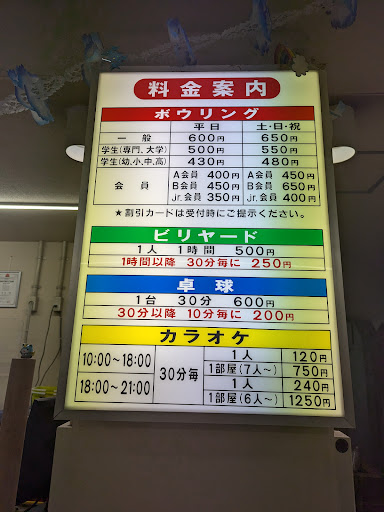 料金案内
ボウリング
平日 土・日・祝
一般 600円 650円
学生(専門、大学) 500円 550円
学生(幼、小、中、高) 430円 480円
会員 A会員 400円 A会員 450円
B会員 450円 B会員 650円
Jr.会員 350円 Jr.会員 400円
★割引カードは受付時にご提示ください。
ビリヤード
1人 1時間 500円
1時間以降 30分毎に 250円
卓球
1台 30分 600円
30分以降 10分毎に 200円
カラオケ
10:00〜18:00 30分毎 1人 120円
1部屋(7人〜) 750円
18:00〜21:00 1人 240円
1部屋(6人〜) 1250円